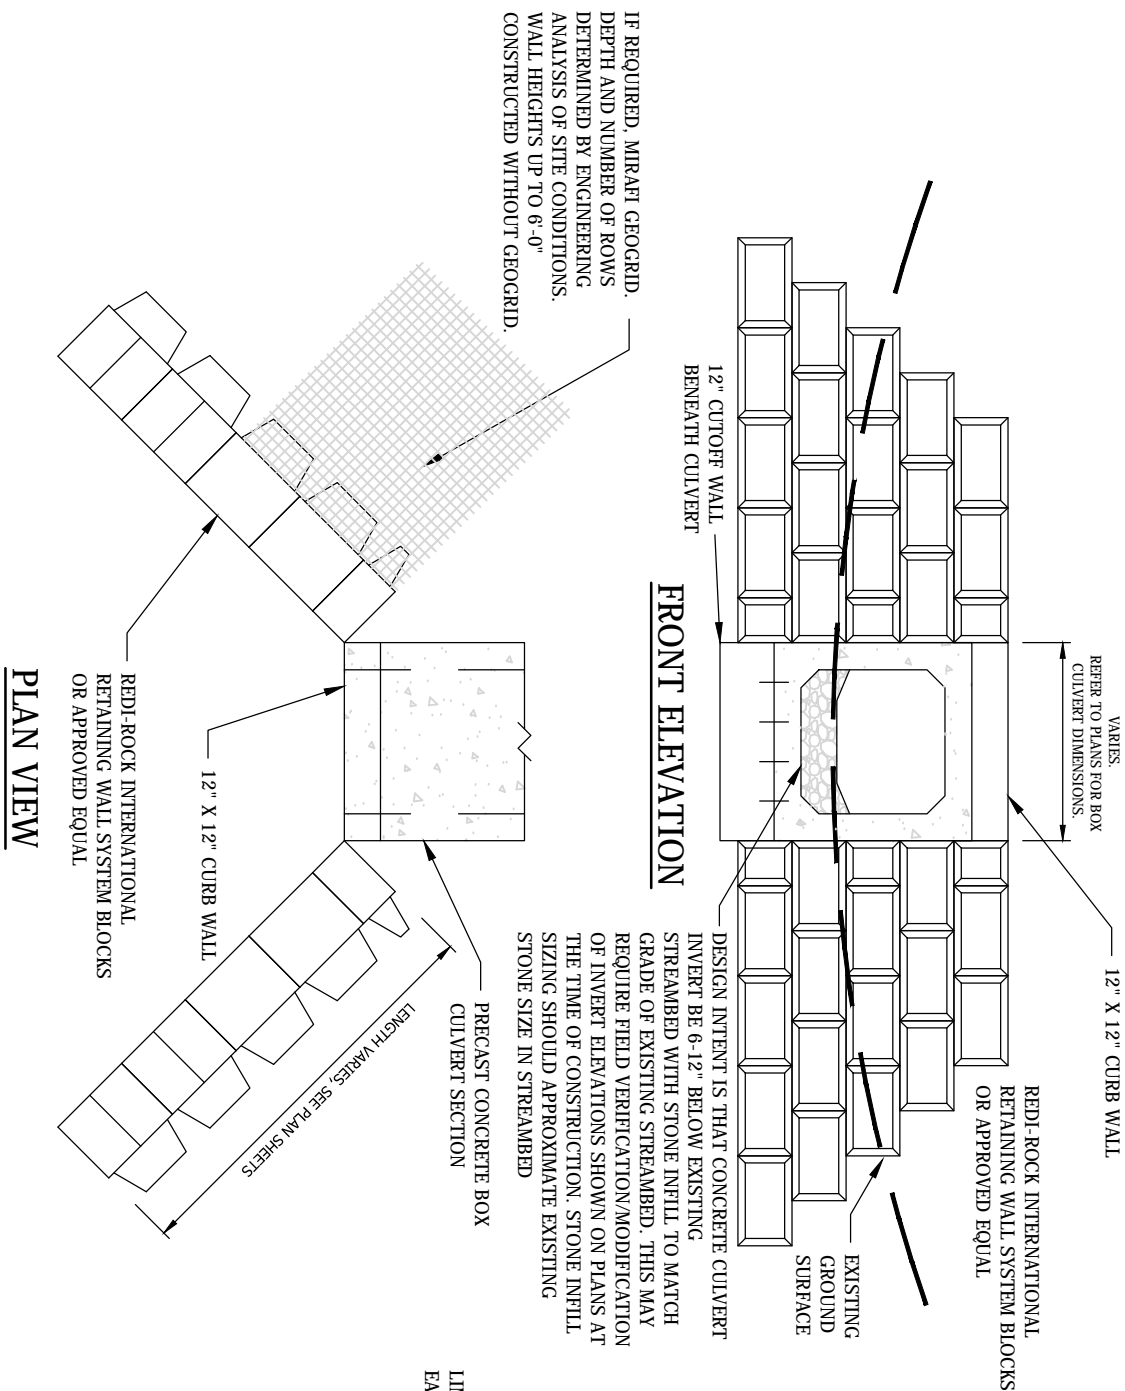 VARIES.
REFER TO PLANS FOR BOX
CULVERT DIMENSIONS.
12" X 12" CURB WALL
REDI-ROCK INTERNATIONAL
RETAINING WALL SYSTEM BLOCKS
OR APPROVED EQUAL
EXISTING
GROUND
SURFACE
12" CUTOFF WALL
BENEATH CULVERT
FRONT ELEVATION
DESIGN INTENT IS THAT CONCRETE CULVERT
INVERT BE 6-12" BELOW EXISTING
STREAMBED WITH STONE INFILL TO MATCH
GRADE OF EXISTING STREAMBED. THIS MAY
REQUIRE FIELD VERIFICATION/MODIFICATION
OF INVERT ELEVATIONS SHOWN ON PLANS AT
THE TIME OF CONSTRUCTION. STONE INFILL
SIZING SHOULD APPROXIMATE EXISTING
STONE SIZE IN STREAMBED
IF REQUIRED, MIRAFI GEOGRID.
DEPTH AND NUMBER OF ROWS
DETERMINED BY ENGINEERING
ANALYSIS OF SITE CONDITIONS.
WALL HEIGHTS UP TO 6'-0"
CONSTRUCTED WITHOUT GEOGRID.
PRECAST CONCRETE BOX
CULVERT SECTION
LENGTH VARIES, SEE PLAN SHEETS
12" X 12" CURB WALL
REDI-ROCK INTERNATIONAL
RETAINING WALL SYSTEM BLOCKS
OR APPROVED EQUAL
PLAN VIEW